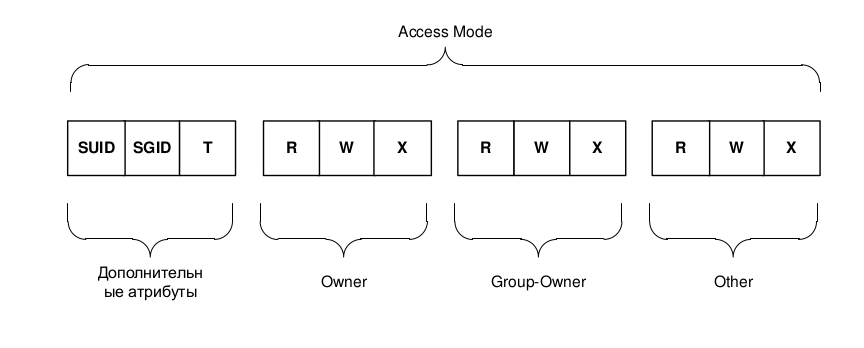 Access Mode
SUID SGID T R W X R W X R W X
Дополнительн
ые атрибуты
Owner
Group-Owner
Other